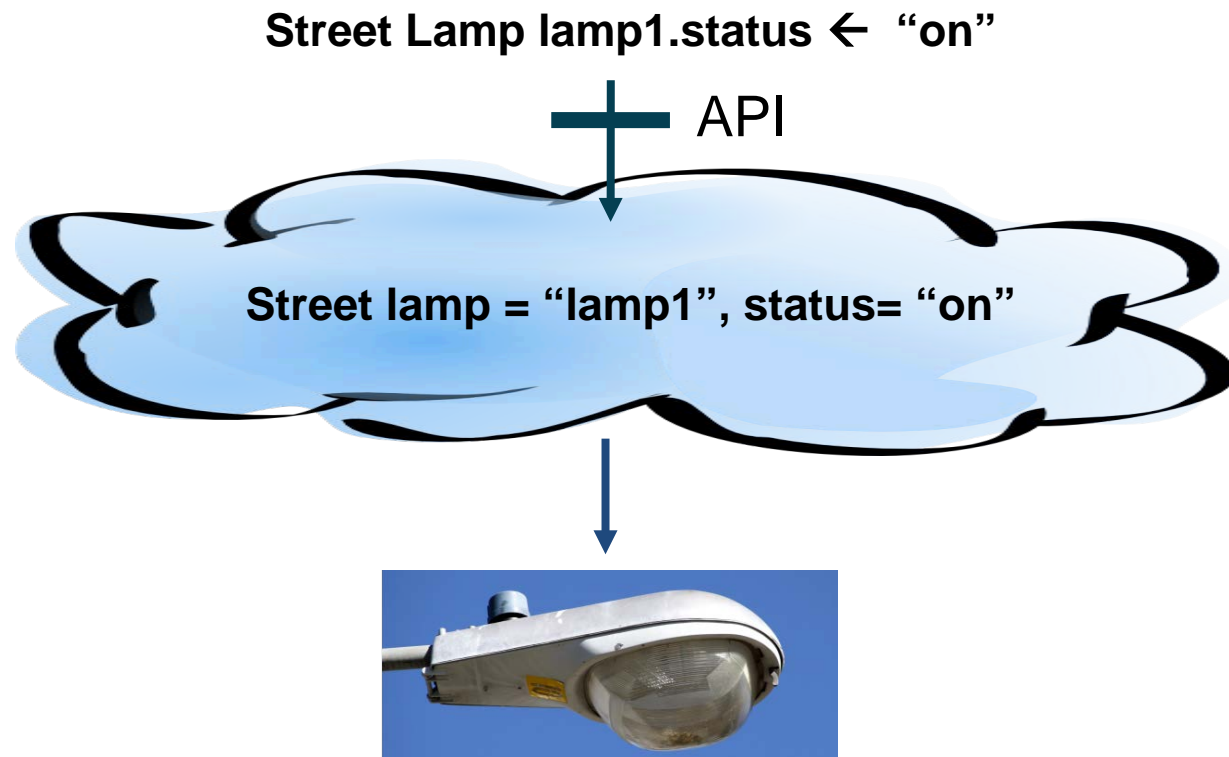 Street Lamp lamp1.status ← “on”
API
Street lamp = “lamp1”, status= “on”